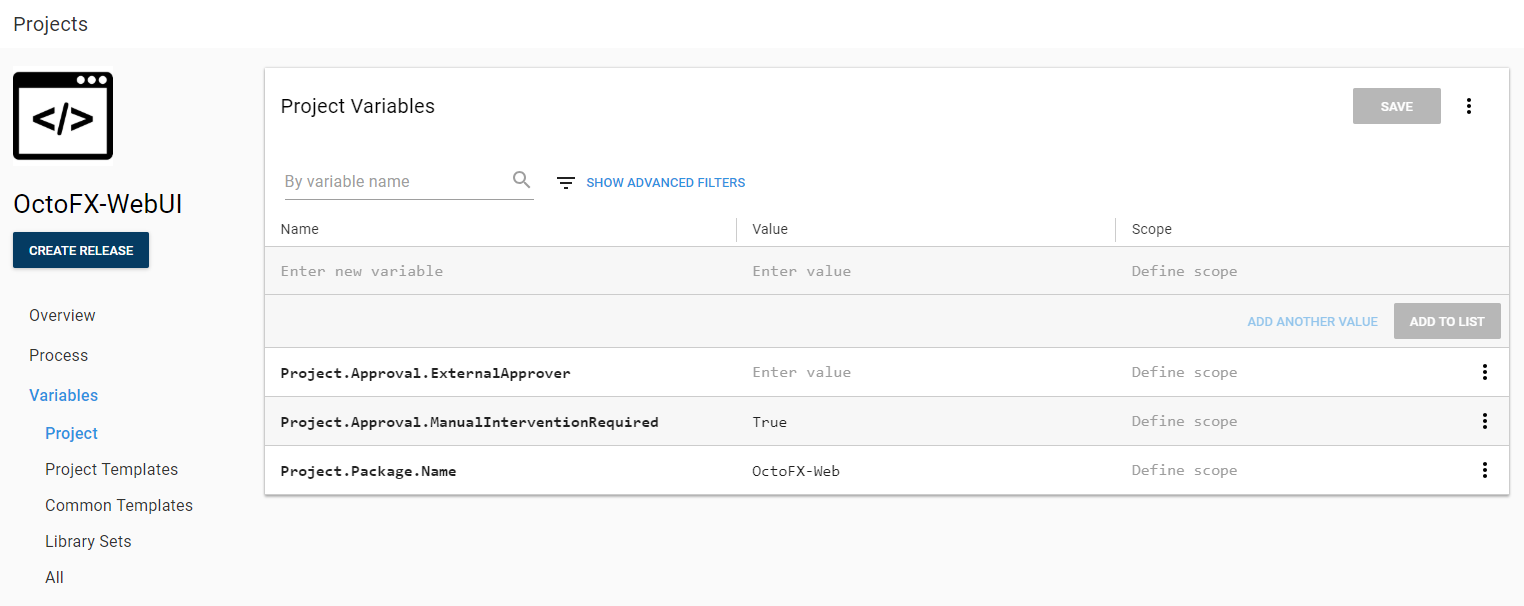 Projects
</>
OctoFX-WebUI
CREATE RELEASE
Overview
Process
Variables
Project
Project Templates
Common Templates
Library Sets
All
Project Variables
SAVE
By variable name
SHOW ADVANCED FILTERS
Name Value Scope
Enter new variable Enter value Define scope
ADD ANOTHER VALUE ADD TO LIST
Project.Approval.ExternalApprover Enter value Define scope
Project.Approval.ManualInterventionRequired True Define scope
Project.Package.Name OctoFX-Web Define scope